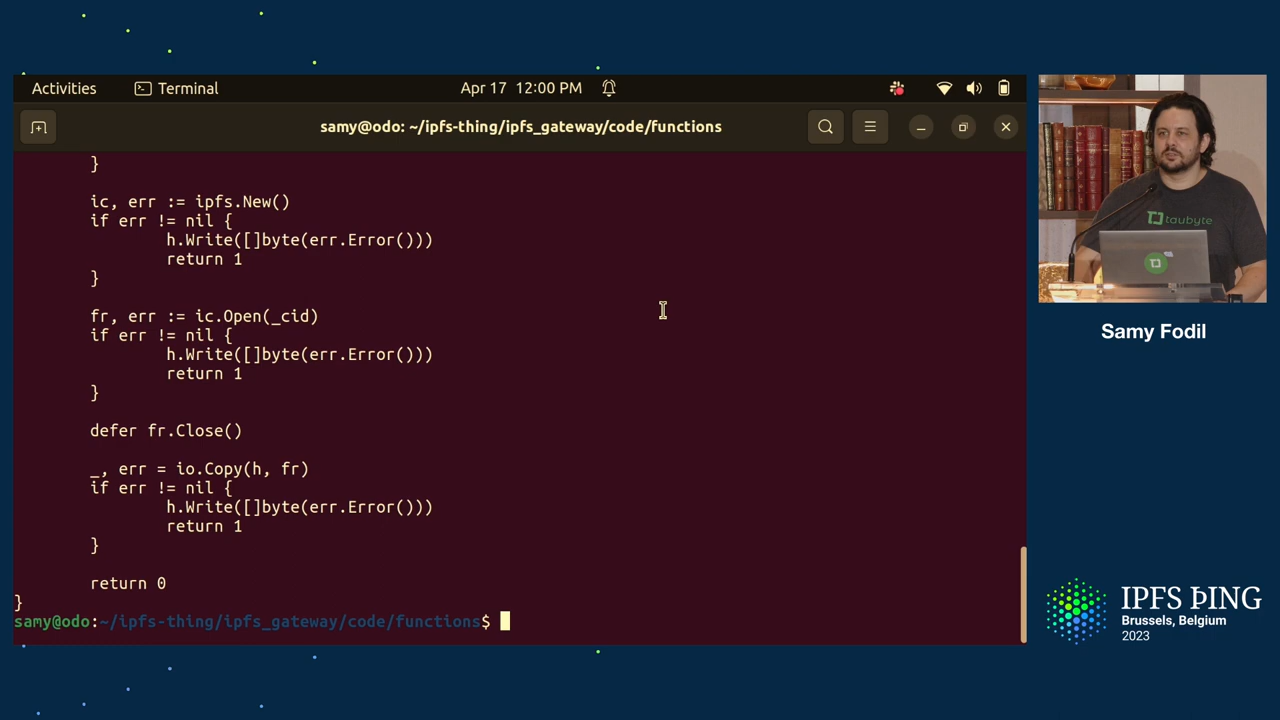 Activities
Terminal
Apr 17 12:00 PM
samy@odo: ~/ipfs-thing/ipfs_gateway/code/functions
}
ic, err := ipfs.New()
if err != nil {
h.Write([]byte(err.Error()))
return 1
}
fr, err := ic.Open(_cid)
if err != nil {
h.Write([]byte(err.Error()))
return 1
}
defer fr.Close()
_, err = io.Copy(h, fr)
if err != nil {
h.Write([]byte(err.Error()))
return 1
}
return 0
}
samy@odo:~/ipfs-thing/ipfs_gateway/code/functions$
taubyte
Samy Fodil
IPFS ÞING
Brussels, Belgium
2023